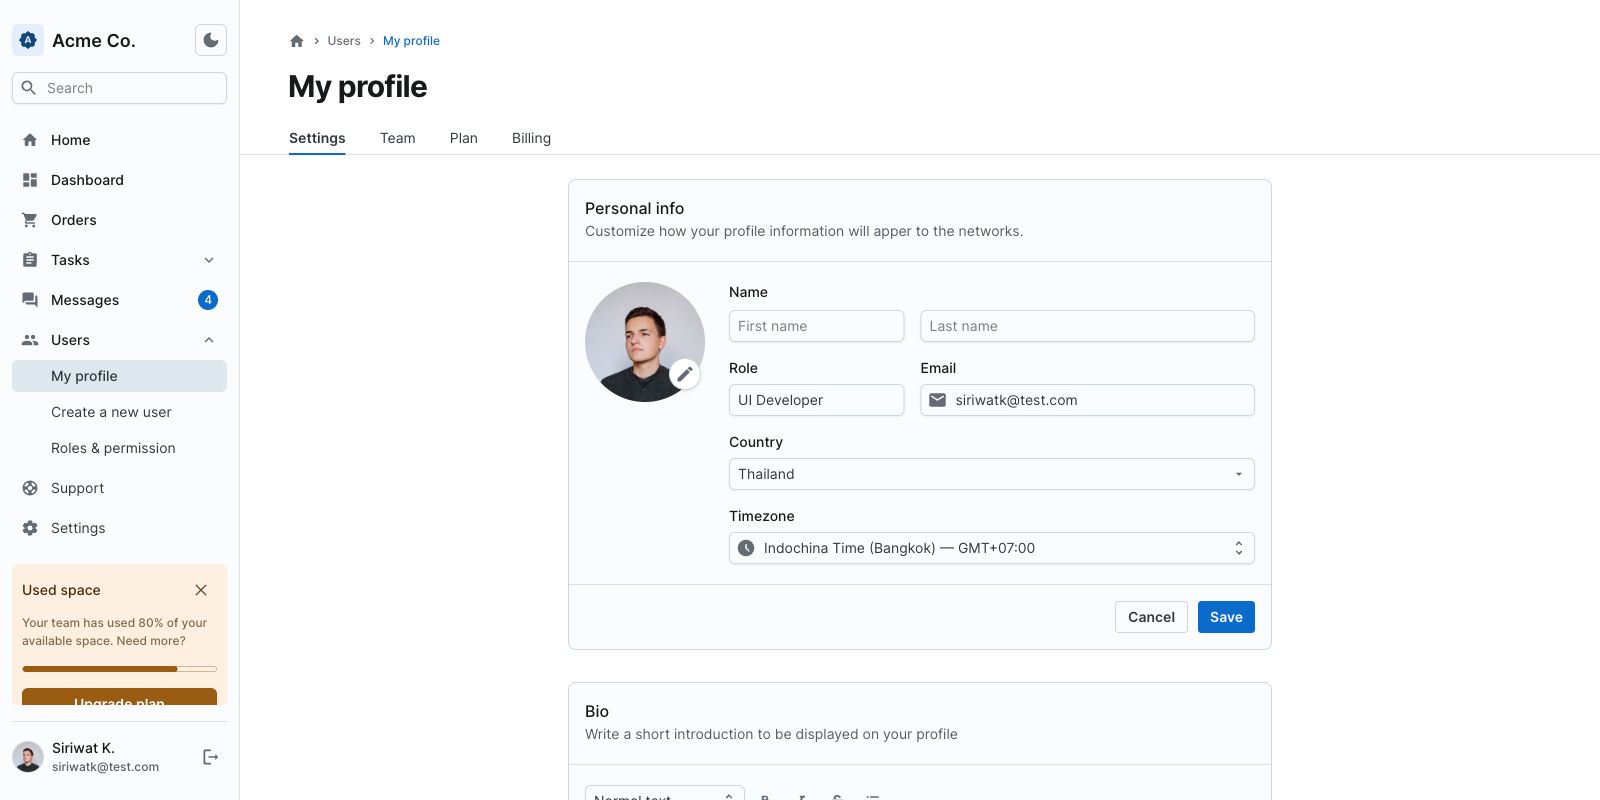 Acme Co.
Search
Home
Dashboard
Orders
Tasks
Messages
4
Users
My profile
Create a new user
Roles & permission
Support
Settings
Used space
Your team has used 80% of your
available space. Need more?
Upgrade plan
Siriwat K.
siriwatk@test.com
Users
My profile
My profile
Settings
Team
Plan
Billing
Personal info
Customize how your profile information will apper to the networks.
Name
First name
Last name
Role
Email
UI Developer
siriwatk@test.com
Country
Thailand
Timezone
Indochina Time (Bangkok) — GMT+07:00
Cancel
Save
Bio
Write a short introduction to be displayed on your profile
Normal text